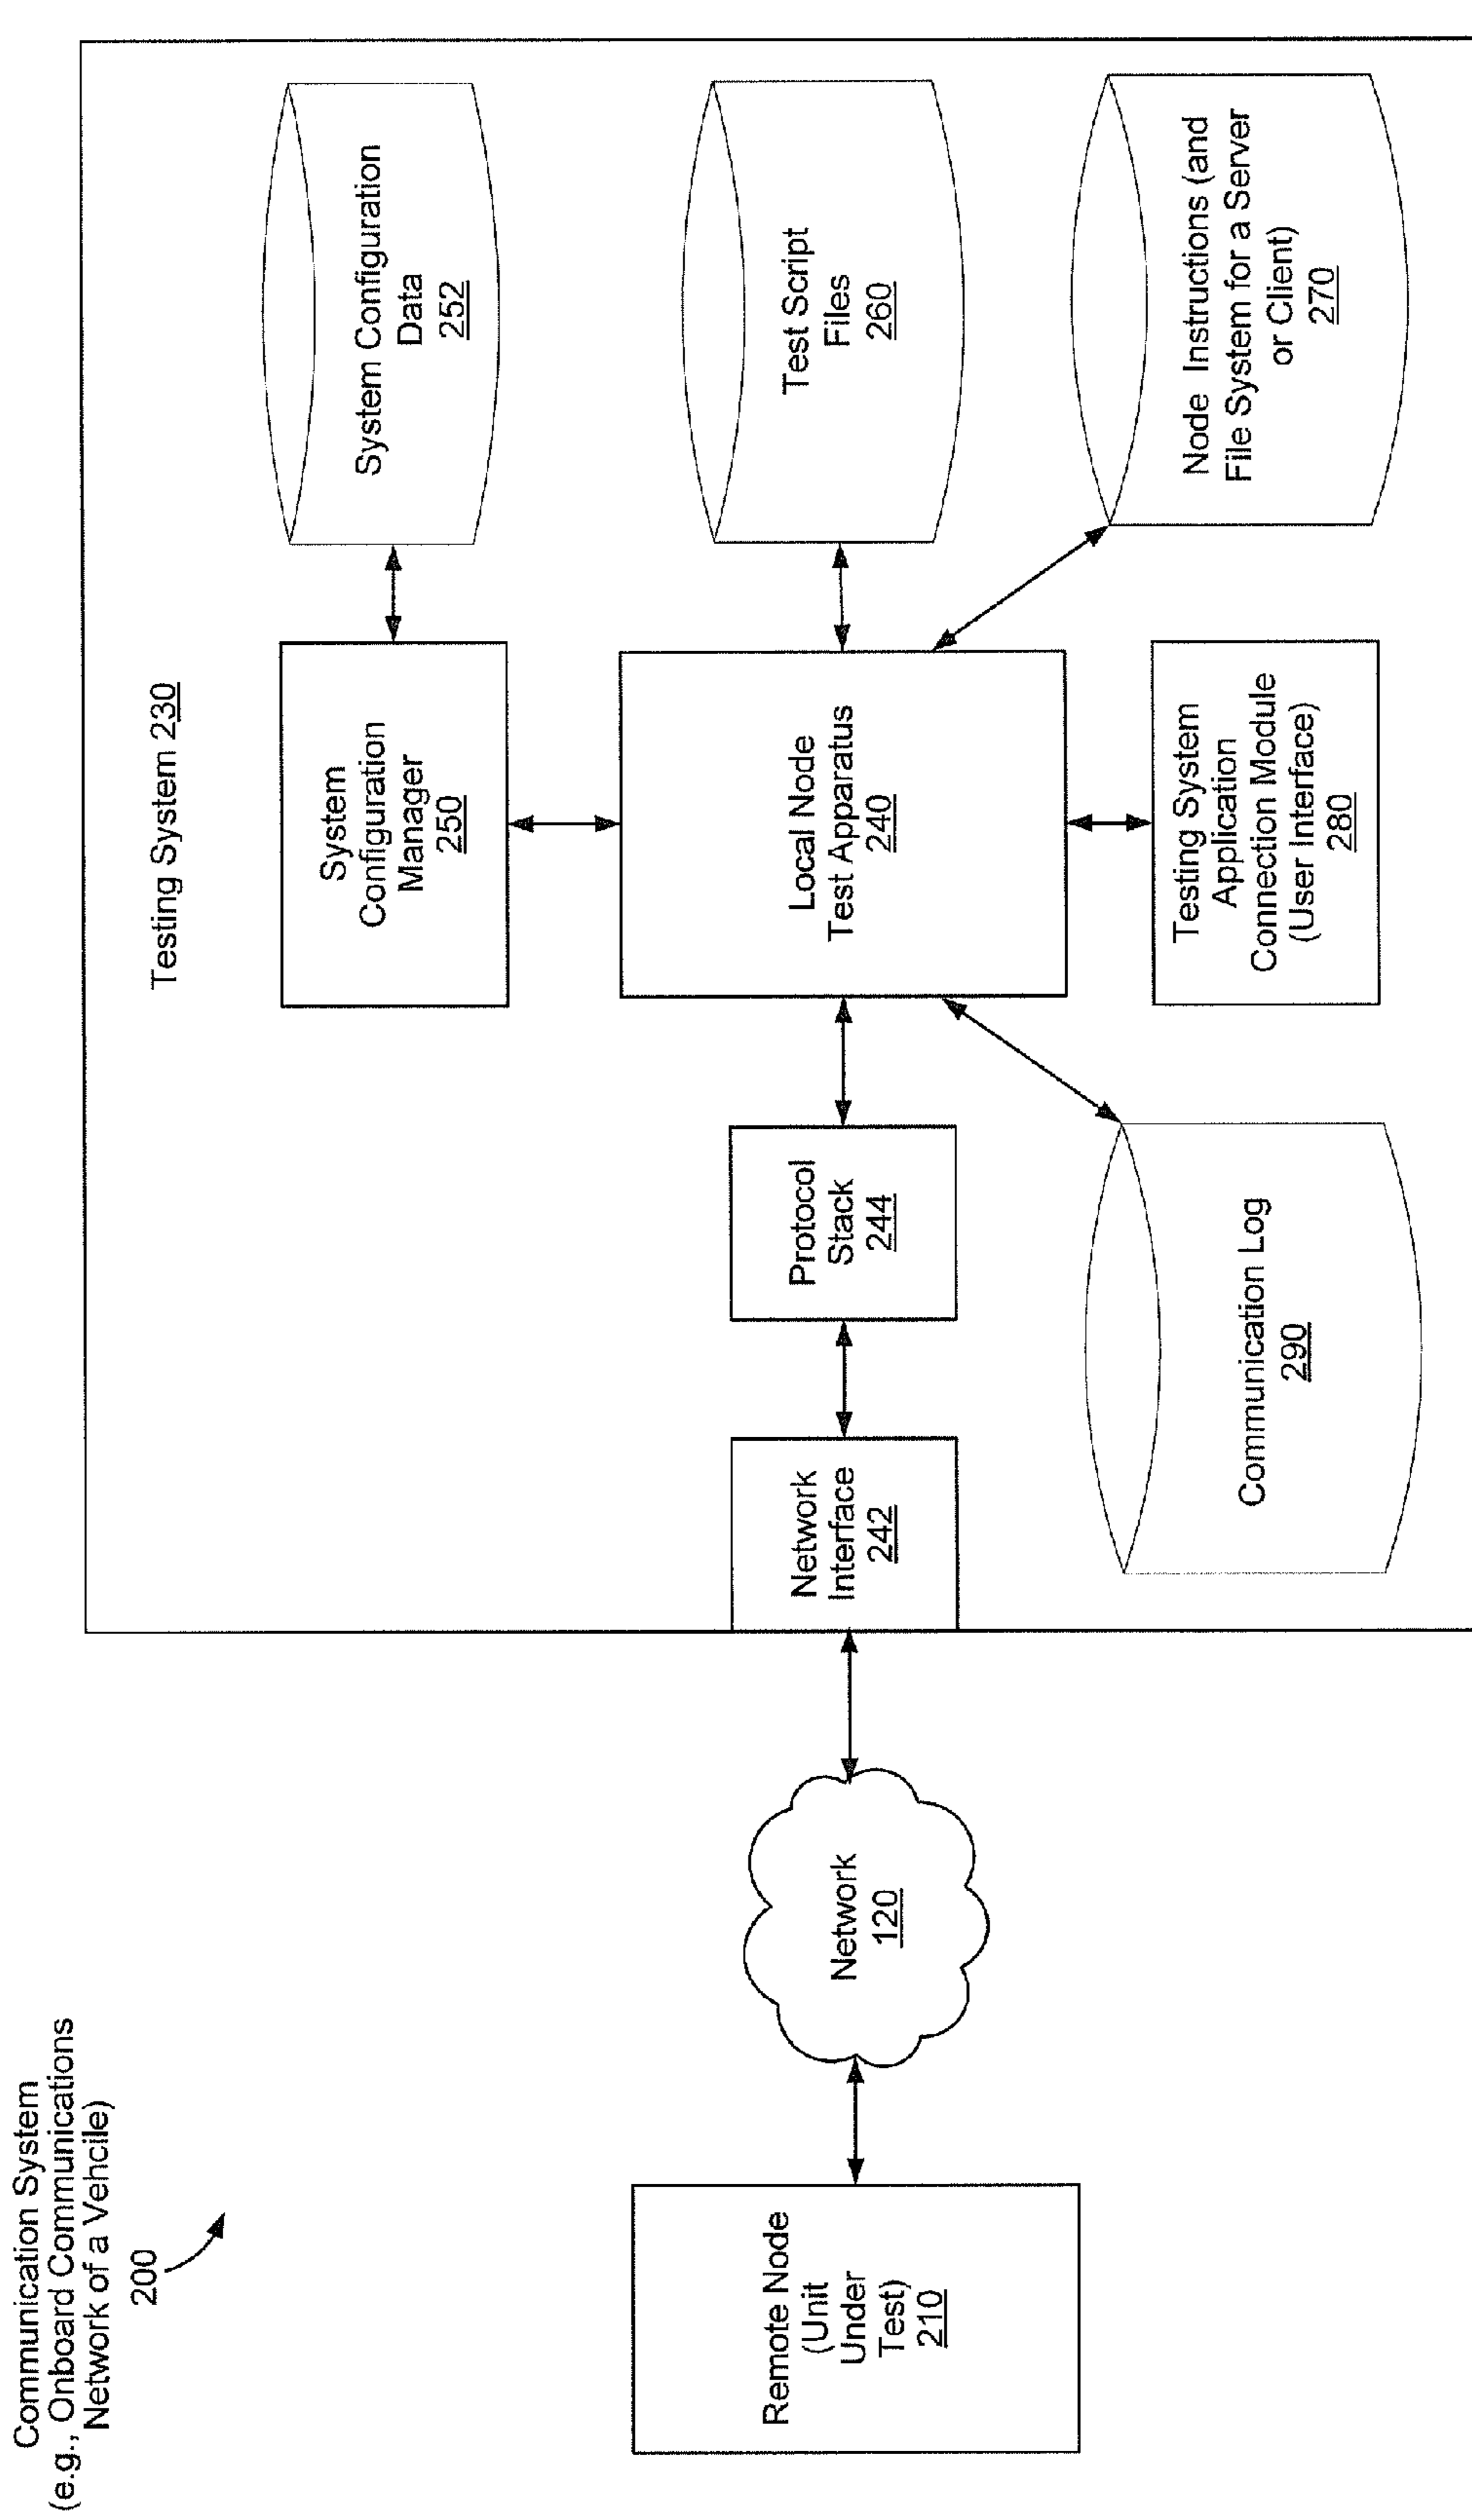 Communication System
(e.g., Onboard Communications
Network of a Vehcile)
200
Testing System 230
System
Configuration
Manager
250
System Configuration
Data
252
Remote Node
(Unit
Under
Test)
210
Network
120
Network
Interface
242
Protocol
Stack
244
Local Node
Test Apparatus
240
Test Script
Files
260
Communication Log
290
Testing System
Application
Connection Module
(User Interface)
280
Node Instructions (and
File System for a Server
or Client)
270